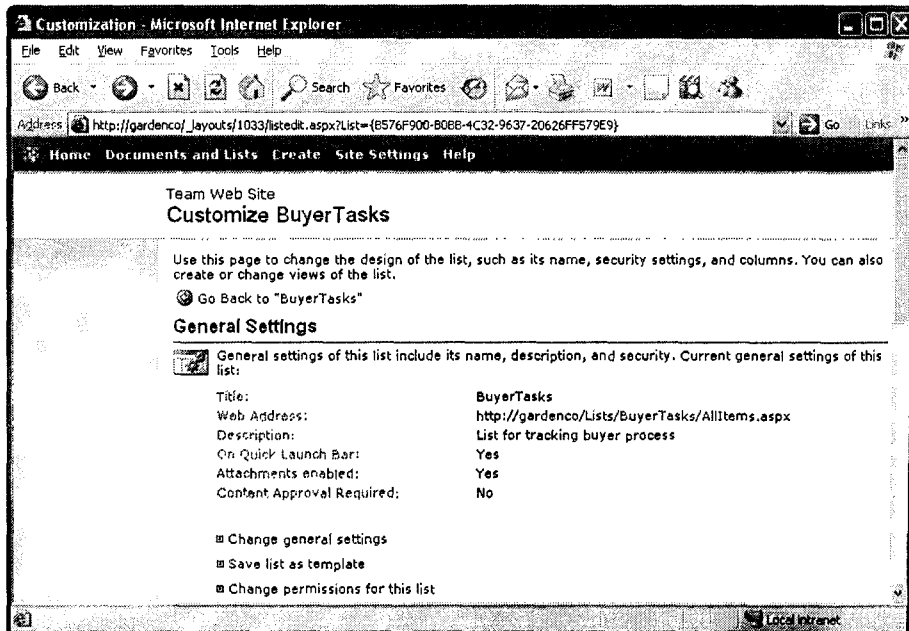 Customization - Microsoft Internet Explorer
File Edit View Favorites Tools Help
Back Search Favorites
Address http://gardenco/_layouts/1033/listedit.aspx?List={B576F900-B0BB-4C32-9637-20626FF579E9} Go Links »
Home Documents and Lists Create Site Settings Help
Team Web Site
Customize BuyerTasks
Use this page to change the design of the list, such as its name, security settings, and columns. You can also
create or change views of the list.
Go Back to "BuyerTasks"
General Settings
General settings of this list include its name, description, and security. Current general settings of this
list:
Title: BuyerTasks
Web Address: http://gardenco/Lists/BuyerTasks/AllItems.aspx
Description: List for tracking buyer process
On Quick Launch Bar: Yes
Attachments enabled: Yes
Content Approval Required: No
Change general settings
Save list as template
Change permissions for this list
Local intranet